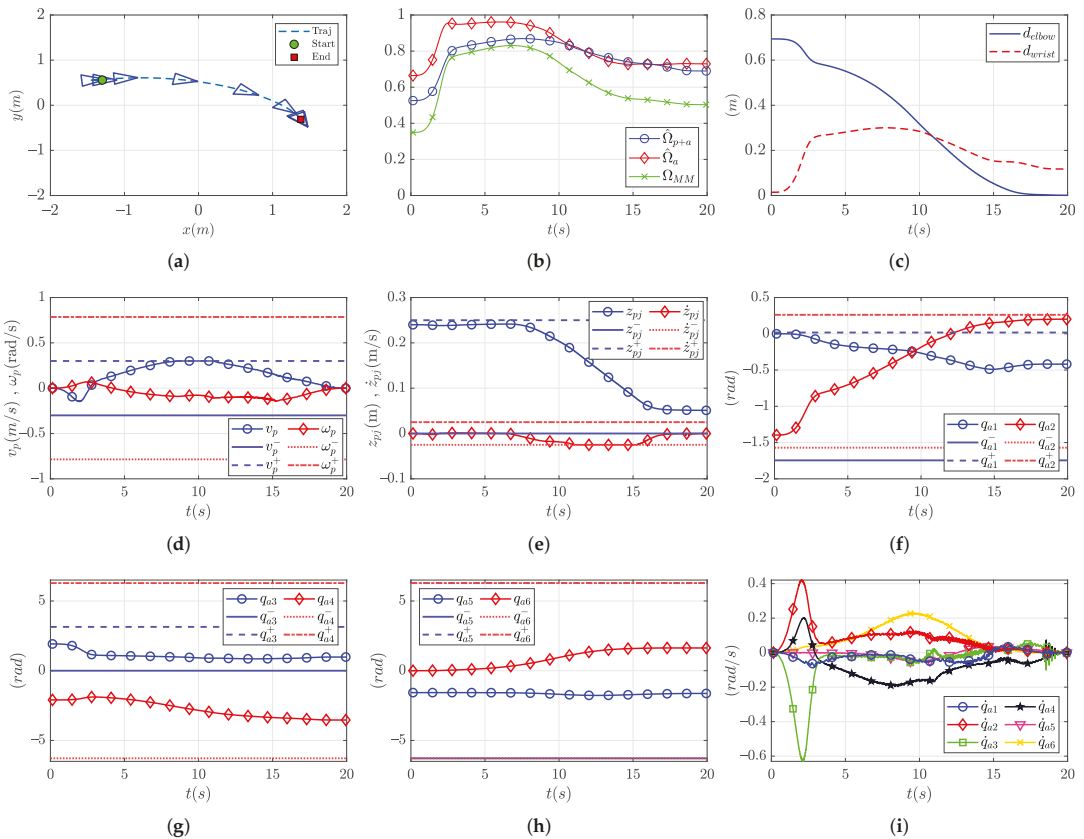 2
1
0
−1
−2
−2
−1
0
1
2
x(m)
y(m)
Traj
Start
End
(a)
1
0.8
0.6
0.4
0.2
0
0
5
10
15
20
t(s)
Ω̂p+a
Ω̂a
ΩMM
(b)
0.8
0.6
0.4
0.2
0
0
5
10
15
20
t(s)
(m)
delbow
dwrist
(c)
1
0.5
0
−0.5
−1
0
5
10
15
20
t(s)
vp(m/s) , ωp(rad/s)
vp ωp
vp− ωp−
vp+ ωp+
(d)
0.3
0.2
0.1
0
−0.1
0
5
10
15
20
t(s)
zpj(m) , żpj(m/s)
zpj żpj
zpj− żpj−
zpj+ żpj+
(e)
0.5
0
−0.5
−1
−1.5
−2
0
5
10
15
20
t(s)
(rad)
qa1 qa2
qa1− qa2−
qa1+ qa2+
(f)
5
0
−5
0
5
10
15
20
t(s)
(rad)
qa3 qa4
qa3− qa4−
qa3+ qa4+
(g)
5
0
−5
0
5
10
15
20
t(s)
(rad)
qa5 qa6
qa5− qa6−
qa5+ qa6+
(h)
0.4
0.2
0
−0.2
−0.4
−0.6
0
5
10
15
20
t(s)
(rad/s)
q̇a1 q̇a4
q̇a2 q̇a5
q̇a3 q̇a6
(i)